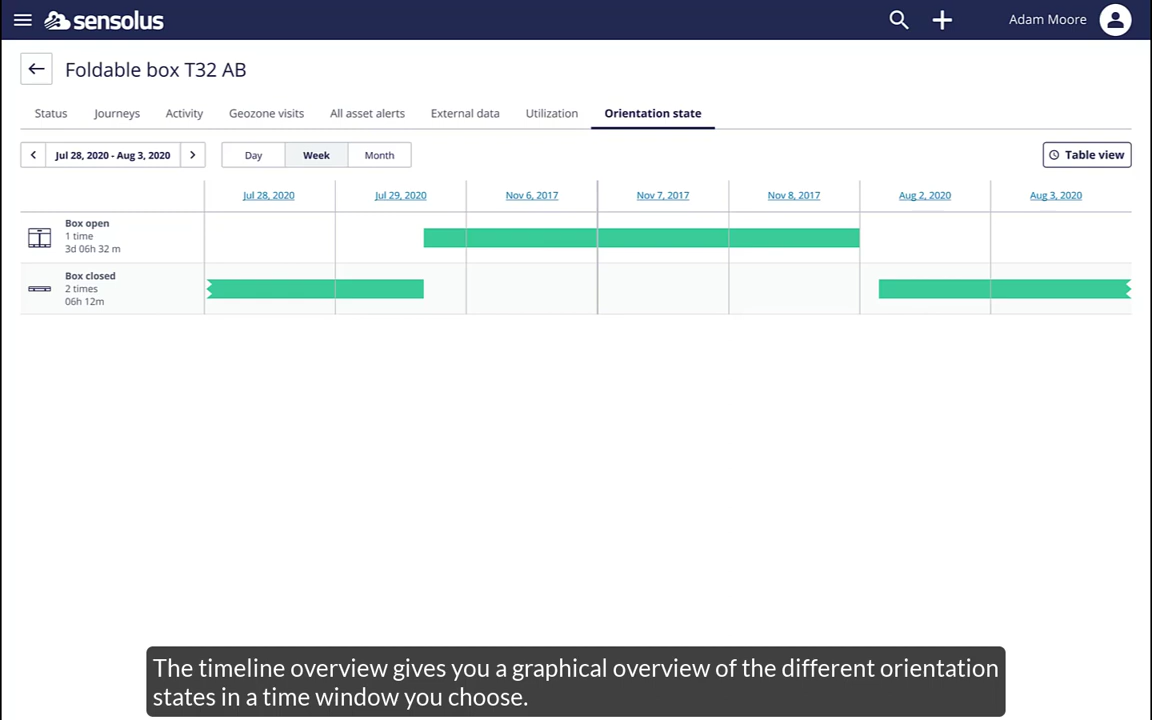 sensolus
Adam Moore
Foldable box T32 AB
Status Journeys Activity Geozone visits All asset alerts External data Utilization Orientation state
Jul 28, 2020 - Aug 3, 2020 Day Week Month Table view
Jul 28, 2020 Jul 29, 2020 Nov 6, 2017 Nov 7, 2017 Nov 8, 2017 Aug 2, 2020 Aug 3, 2020
Box open
1 time
3d 06h 32 m
Box closed
2 times
06h 12m
The timeline overview gives you a graphical overview of the different orientation
states in a time window you choose.